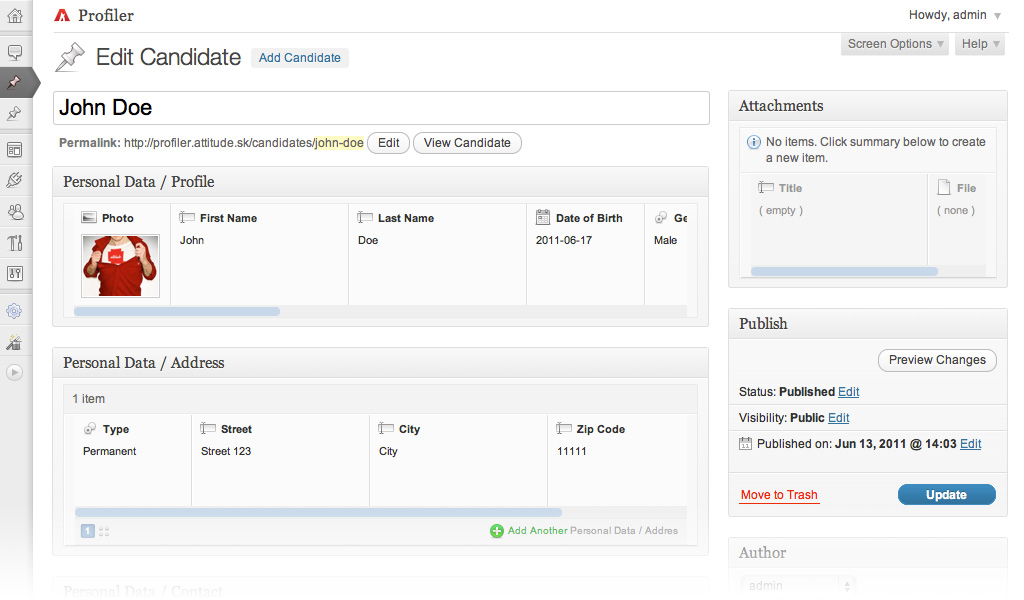 Profiler
Howdy, admin
Screen Options
Help
Edit Candidate
Add Candidate
John Doe
Permalink: http://profiler.attitude.sk/candidates/john-doe Edit View Candidate
Personal Data / Profile
Photo First Name Last Name Date of Birth Ge
John Doe 2011-06-17 Male
Personal Data / Address
1 item
Type Street City Zip Code
Permanent Street 123 City 11111
1
Add Another Personal Data / Addres
Personal Data / Contact
Attachments
No items. Click summary below to create
a new item.
Title File
( empty ) ( none )
Publish
Preview Changes
Status: Published Edit
Visibility: Public Edit
Published on: Jun 13, 2011 @ 14:03 Edit
Move to Trash Update
Author
admin